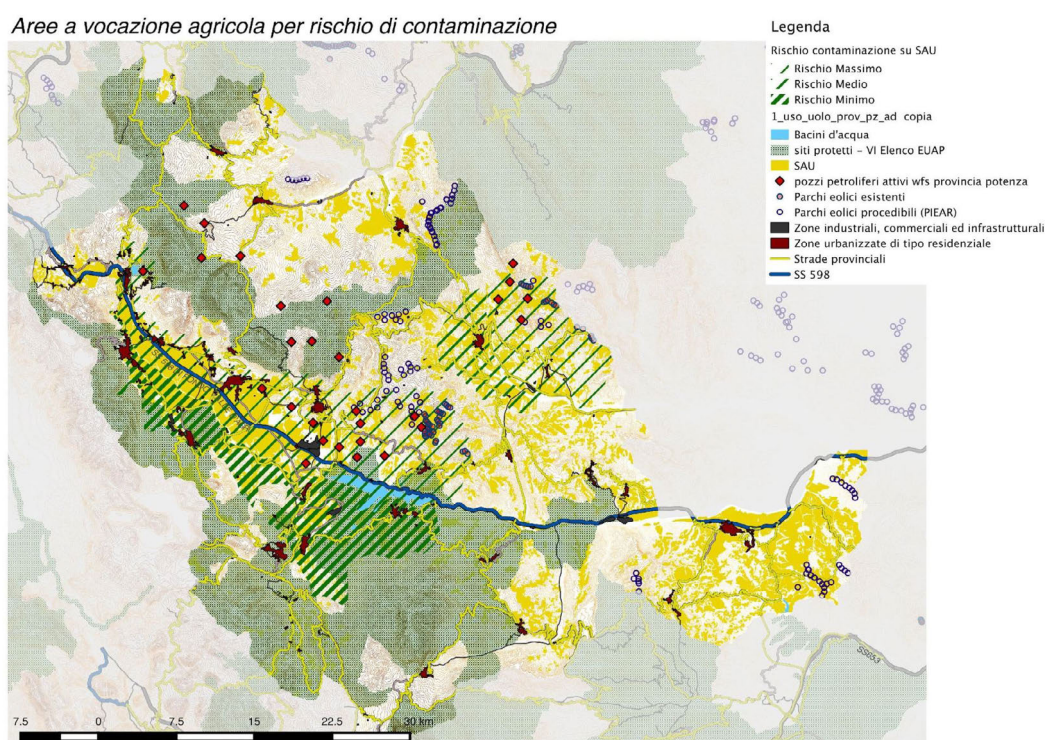 Aree a vocazione agricola per rischio di contaminazione
Legenda
Rischio contaminazione su SAU
Rischio Massimo
Rischio Medio
Rischio Minimo
1_uso_uolo_prov_pz_ad copia
Bacini d'acqua
siti protetti - VI Elenco EUAP
SAU
pozzi petroliferi attivi wfs provincia potenza
Parchi eolici esistenti
Parchi eolici procedibili (PIEAR)
Zone industriali, commerciali ed infrastrutturali
Zone urbanizzate di tipo residenziale
Strade provinciali
SS 598
SS653
7.5 0 7.5 15 22.5 30 km